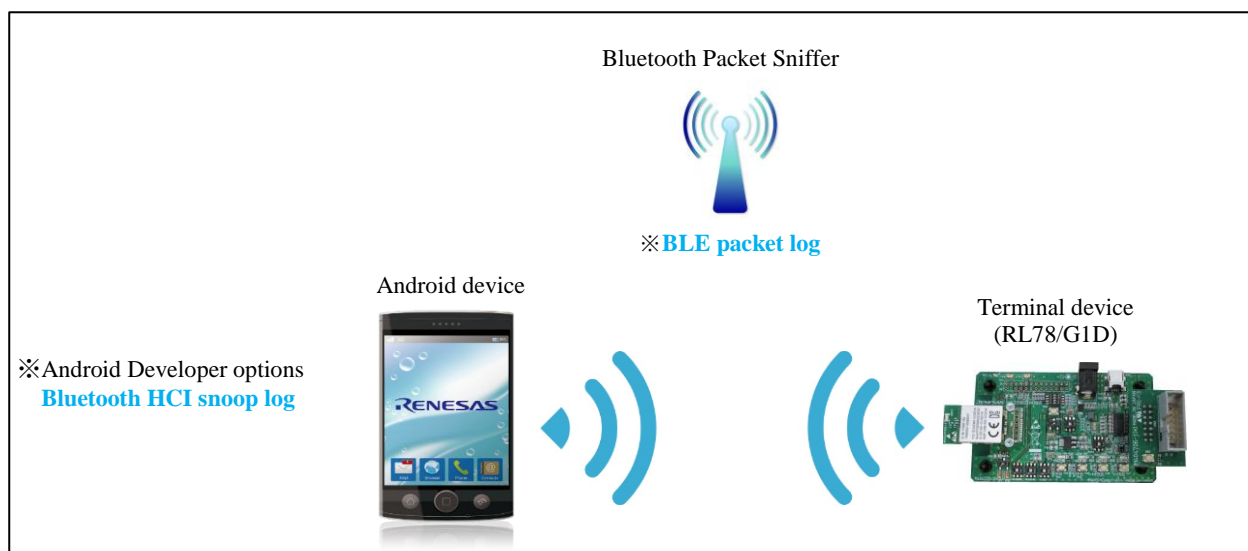 Bluetooth Packet Sniffer
※BLE packet log
Android device
Terminal device
(RL78/G1D)
※Android Developer options
Bluetooth HCI snoop log
RENESAS